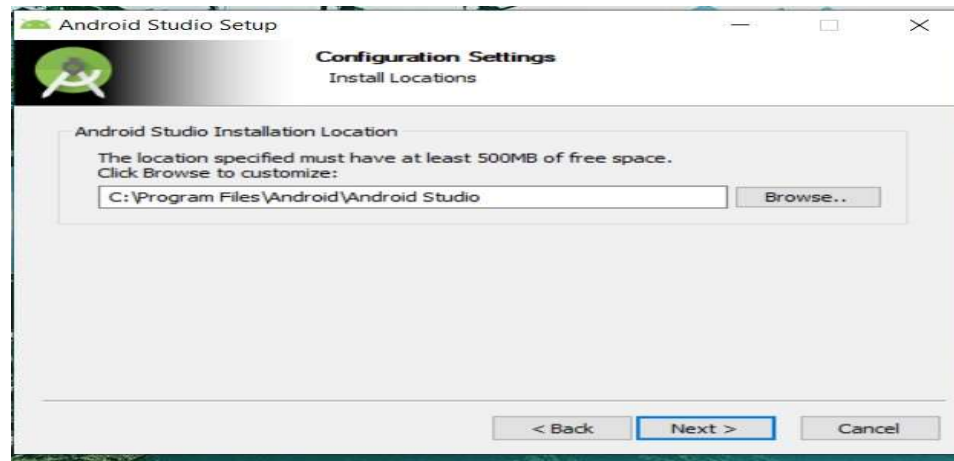 Android Studio Setup
Configuration Settings
Install Locations
Android Studio Installation Location
The location specified must have at least 500MB of free space.
Click Browse to customize:
C:\Program Files\Android\Android Studio
Browse..
< Back
Next >
Cancel